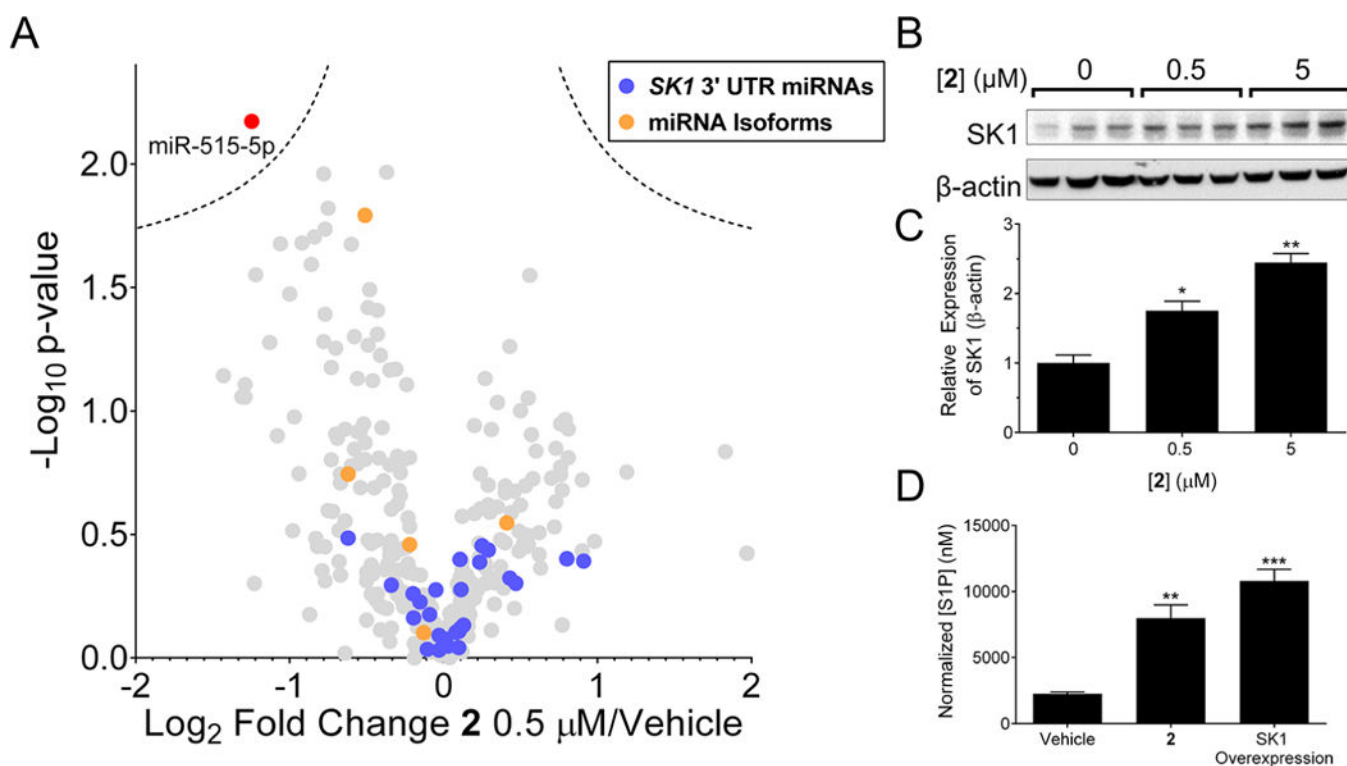 A
miR-515-5p
SK1 3' UTR miRNAs
miRNA Isoforms
2.0
1.5
1.0
0.5
0.0
-Log10 p-value
-2
-1
0
1
2
Log2 Fold Change 2 0.5 μM/Vehicle
B
[2] (μM)
0
0.5
5
SK1
β-actin
C
Relative Expression
of SK1 (β-actin)
3
2
1
0
*
**
0
0.5
5
[2] (μM)
D
Normalized [S1P] (nM)
15000
10000
5000
0
**
***
Vehicle
2
SK1
Overexpression